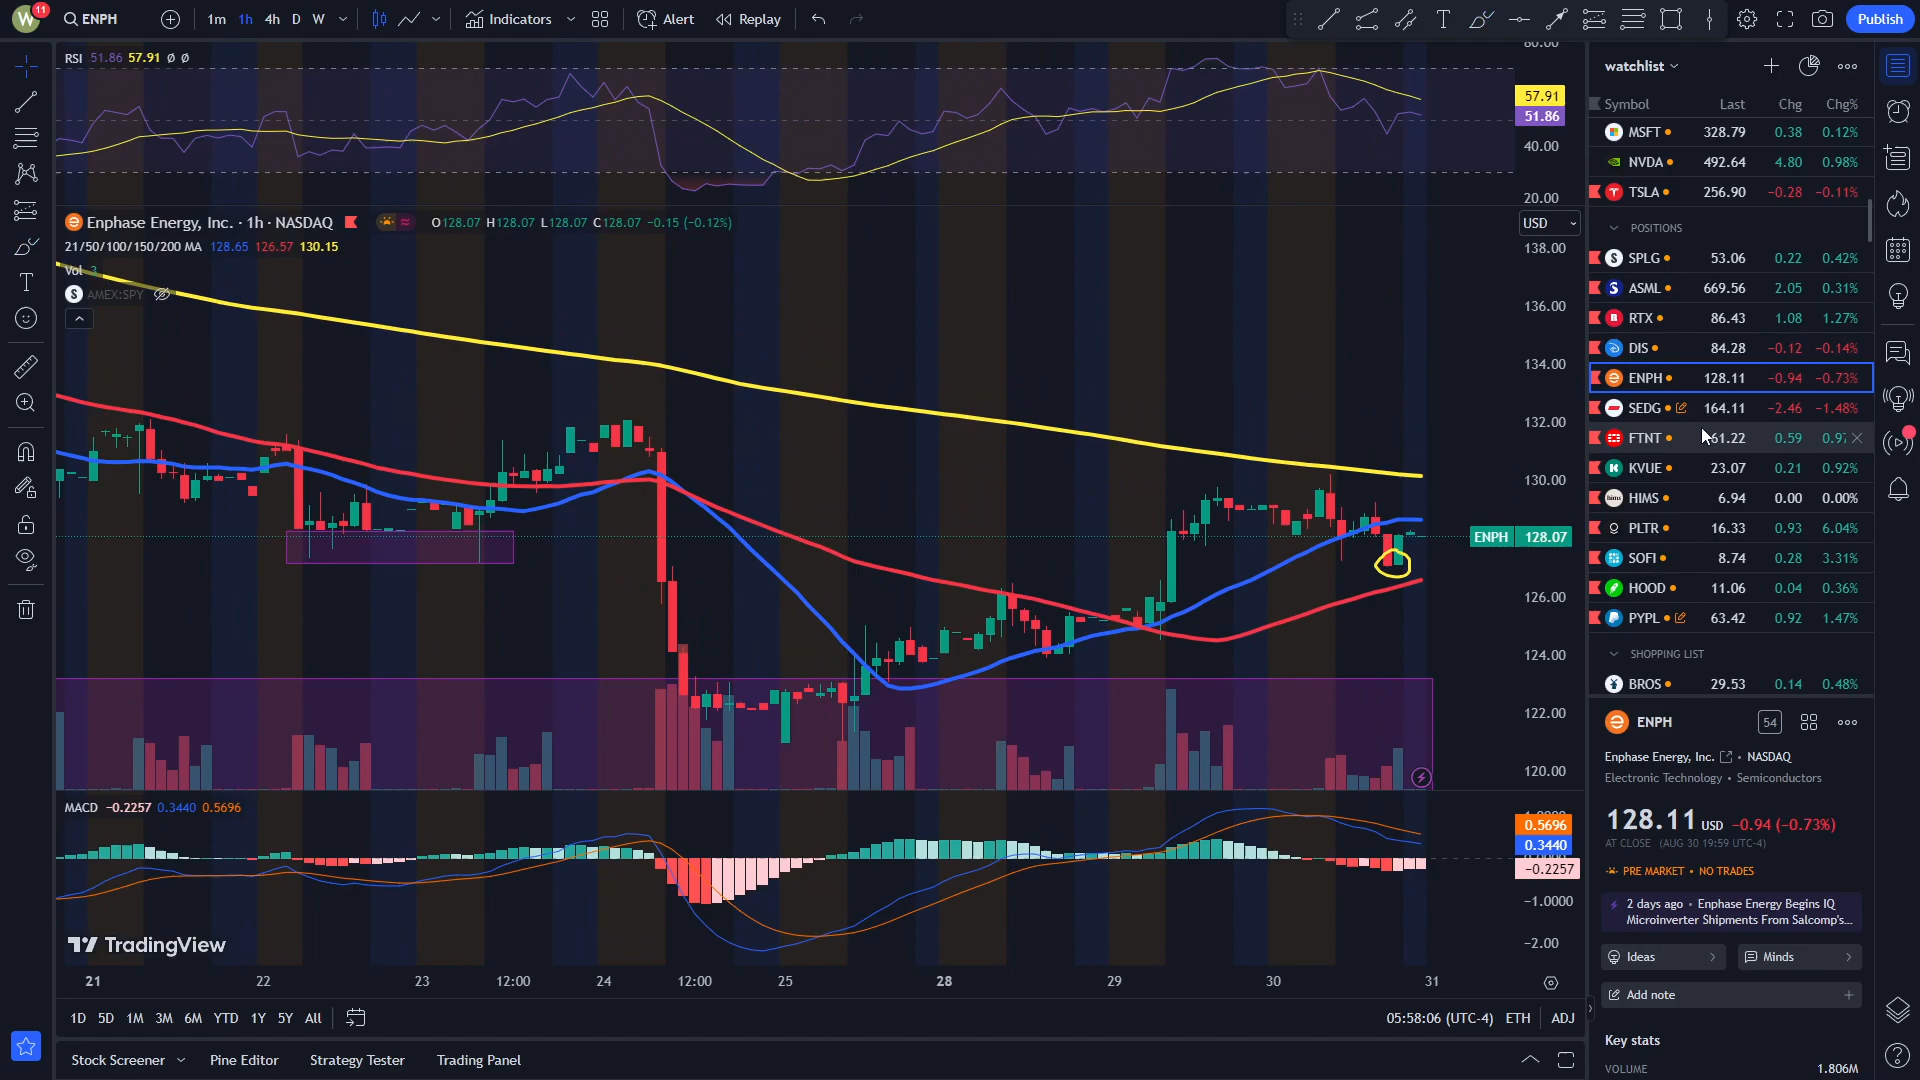 W 11 ENPH 1m 1h 4h D W Indicators Alert Replay Publish
RSI 51.86 57.91 ø ø
80.00
57.91
51.86
40.00
20.00
Enphase Energy, Inc. · 1h · NASDAQ O128.07 H128.07 L128.07 C128.07 −0.15 (−0.12%)
USD
21/50/100/150/200 MA 128.65 126.57 130.15
Vol 3
S AMEX:SPY
138.00
136.00
134.00
132.00
130.00
ENPH 128.07
126.00
124.00
122.00
120.00
MACD −0.2257 0.3440 0.5696
0.5696
0.3440
−0.2257
−1.0000
−2.00
TradingView
21 22 23 12:00 24 12:00 25 28 29 30 31
1D 5D 1M 3M 6M YTD 1Y 5Y All
05:58:06 (UTC-4) ETH ADJ
Stock Screener Pine Editor Strategy Tester Trading Panel
watchlist
Symbol Last Chg Chg%
MSFT 328.79 0.38 0.12%
NVDA 492.64 4.80 0.98%
TSLA 256.90 −0.28 −0.11%
POSITIONS
SPLG 53.06 0.22 0.42%
ASML 669.56 2.05 0.31%
RTX 86.43 1.08 1.27%
DIS 84.28 −0.12 −0.14%
ENPH 128.11 −0.94 −0.73%
SEDG 164.11 −2.46 −1.48%
FTNT 61.22 0.59 0.97
KVUE 23.07 0.21 0.92%
hims HIMS 6.94 0.00 0.00%
PLTR 16.33 0.93 6.04%
SOFI 8.74 0.28 3.31%
HOOD 11.06 0.04 0.36%
PYPL 63.42 0.92 1.47%
SHOPPING LIST
BROS 29.53 0.14 0.48%
ENPH 54
Enphase Energy, Inc. • NASDAQ
Electronic Technology • Semiconductors
128.11 USD −0.94 (−0.73%)
AT CLOSE (AUG 30 19:59 UTC-4)
PRE MARKET • NO TRADES
2 days ago • Enphase Energy Begins IQ
Microinverter Shipments From Salcomp's...
Ideas Minds
Add note
Key stats
VOLUME 1.806M